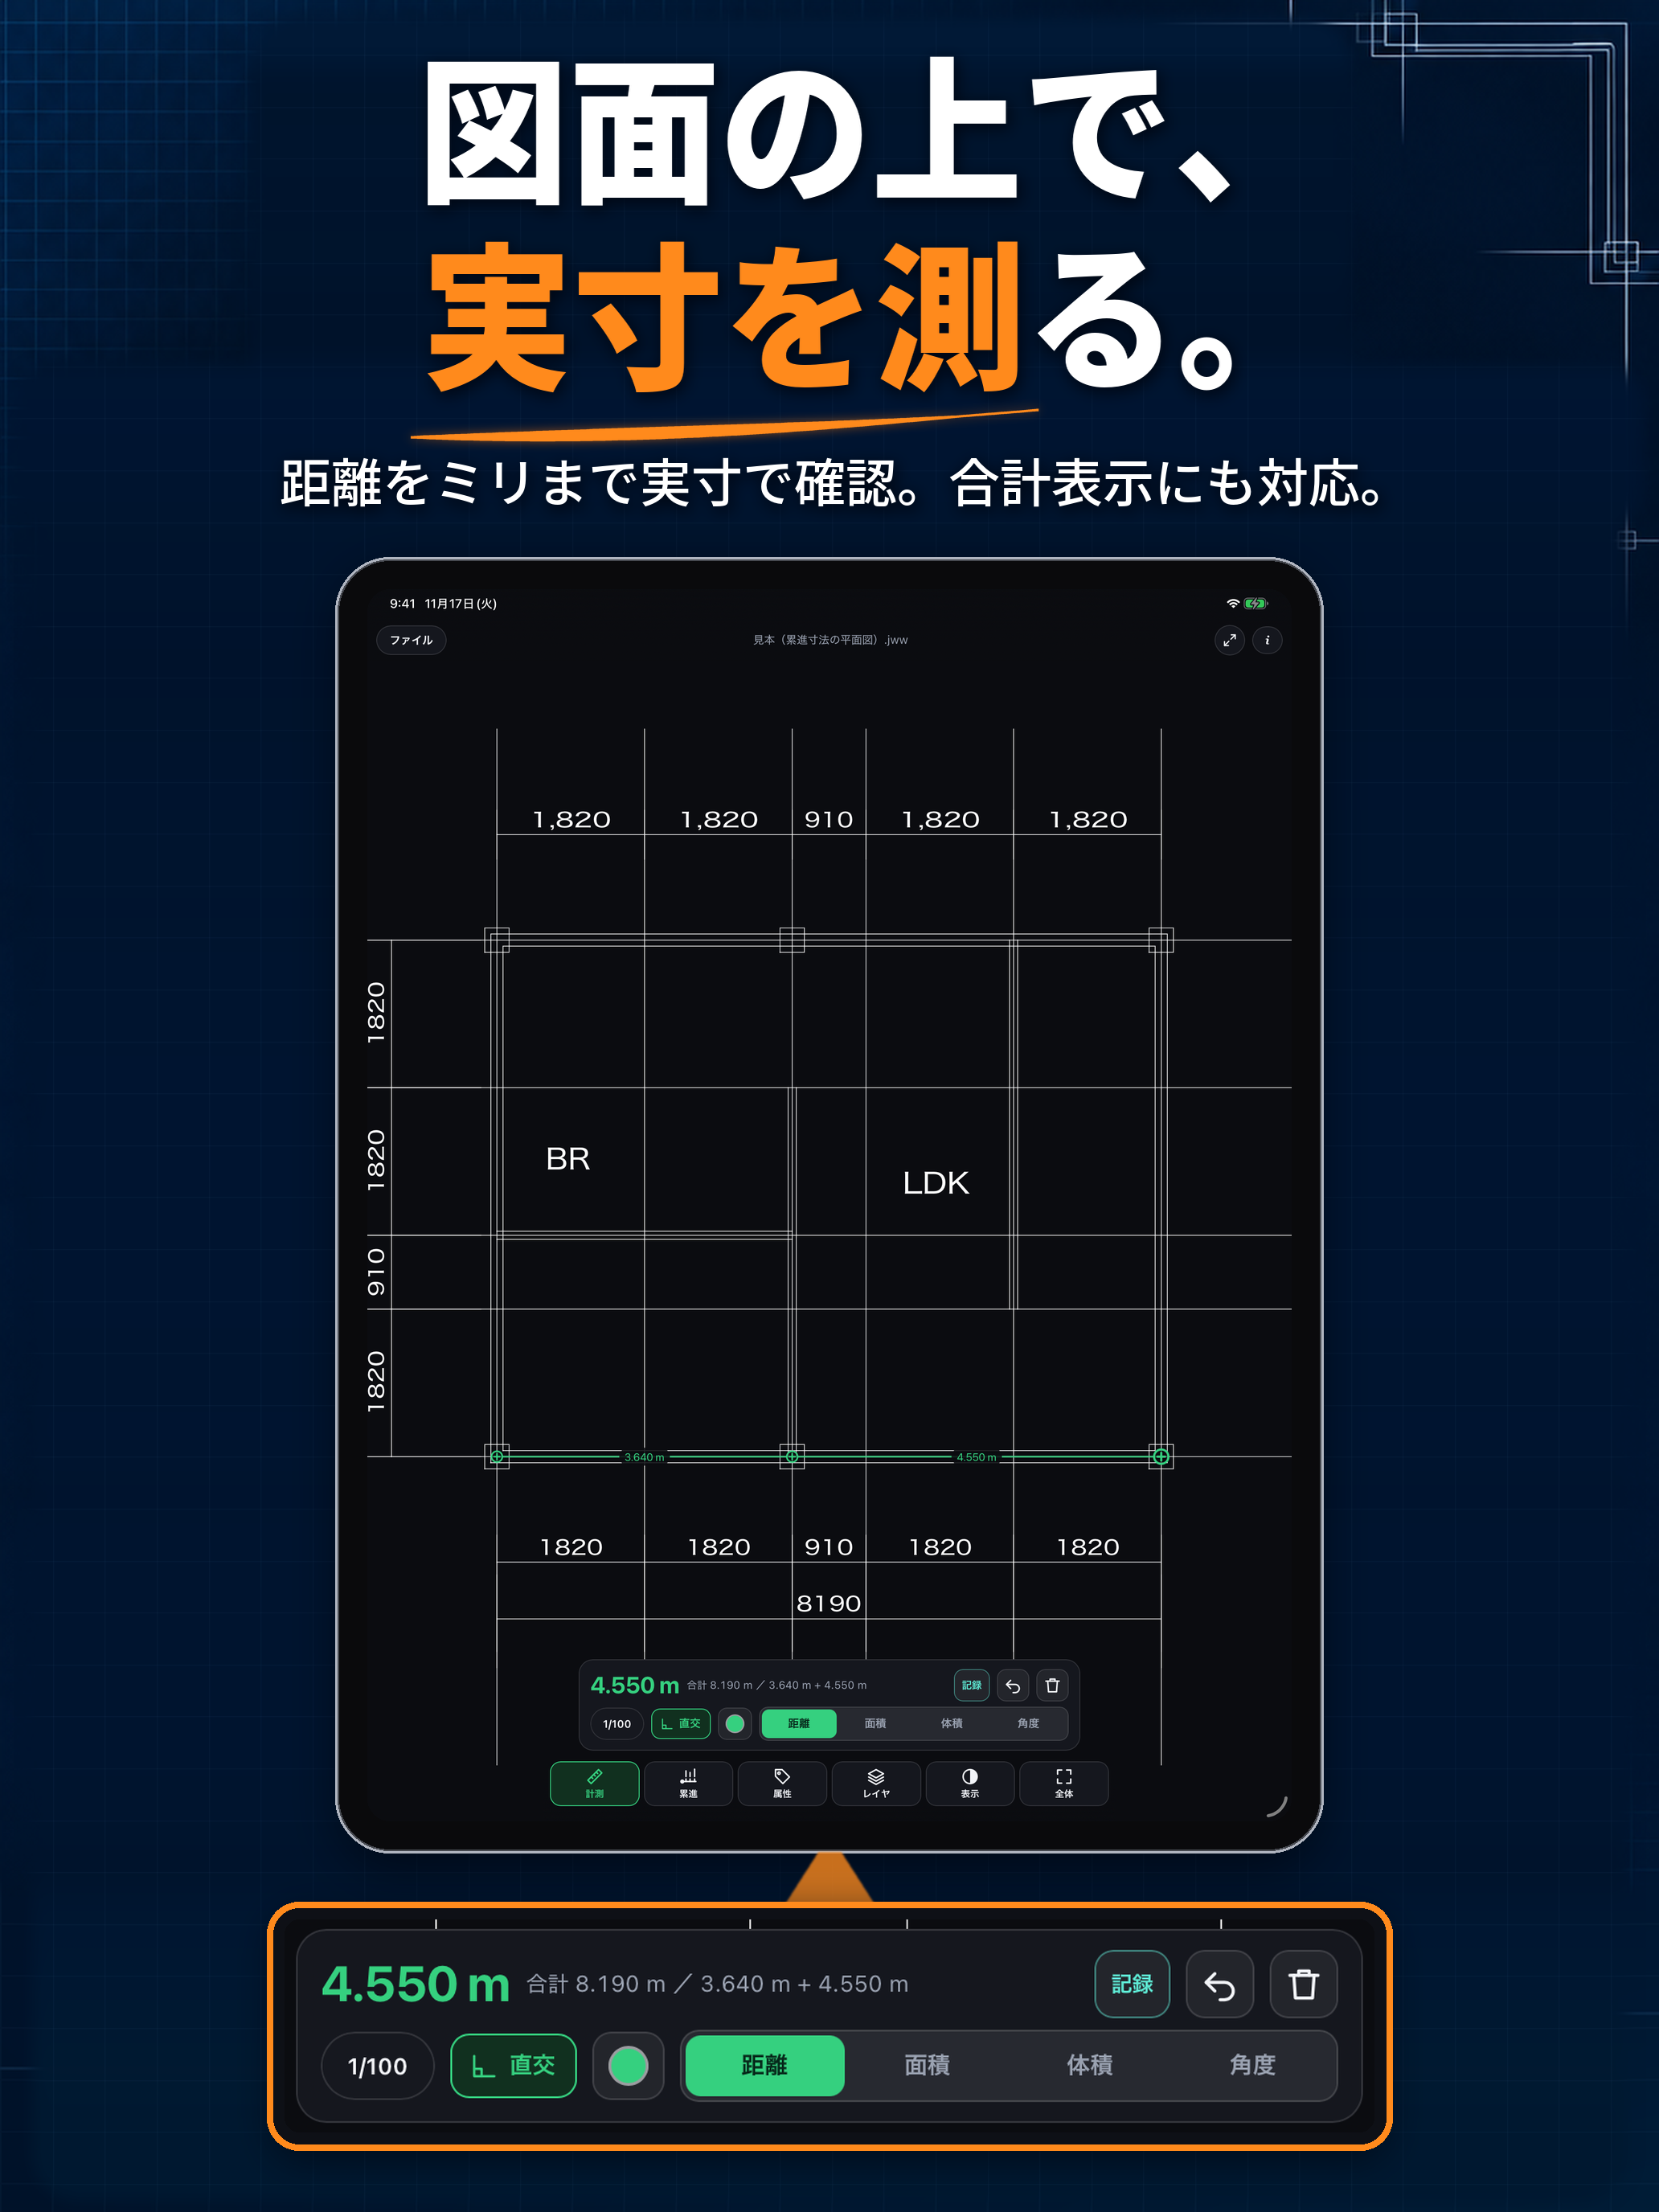 図面の上で、
実寸を測る。
距離をミリまで実寸で確認。合計表示にも対応。
9:41 11月17日(火)
ファイル
見本（累進寸法の平面図）.jww
i
1,820 1,820 910 1,820 1,820
1820
1820
BR
LDK
910
1820
3.640 m 4.550 m
1820 1820 910 1820 1820
8190
4.550 m 合計 8.190 m ／ 3.640 m + 4.550 m 記録
1/100 直交 距離 面積 体積 角度
計測 累進 属性 レイヤ 表示 全体
4.550 m 合計 8.190 m ／ 3.640 m + 4.550 m 記録
1/100 直交 距離 面積 体積 角度